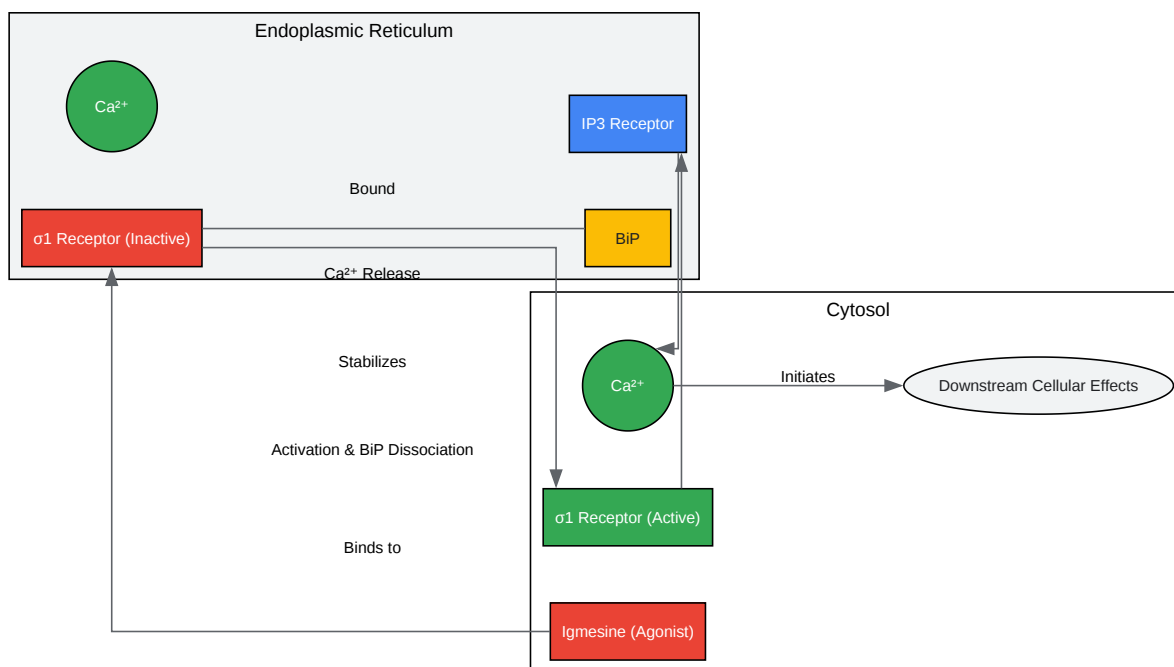 Endoplasmic Reticulum
Ca²⁺
IP3 Receptor
Bound
σ1 Receptor (Inactive)
BiP
Ca²⁺ Release
Cytosol
Stabilizes
Ca²⁺
Initiates
Downstream Cellular Effects
Activation & BiP Dissociation
σ1 Receptor (Active)
Binds to
Igmesine (Agonist)